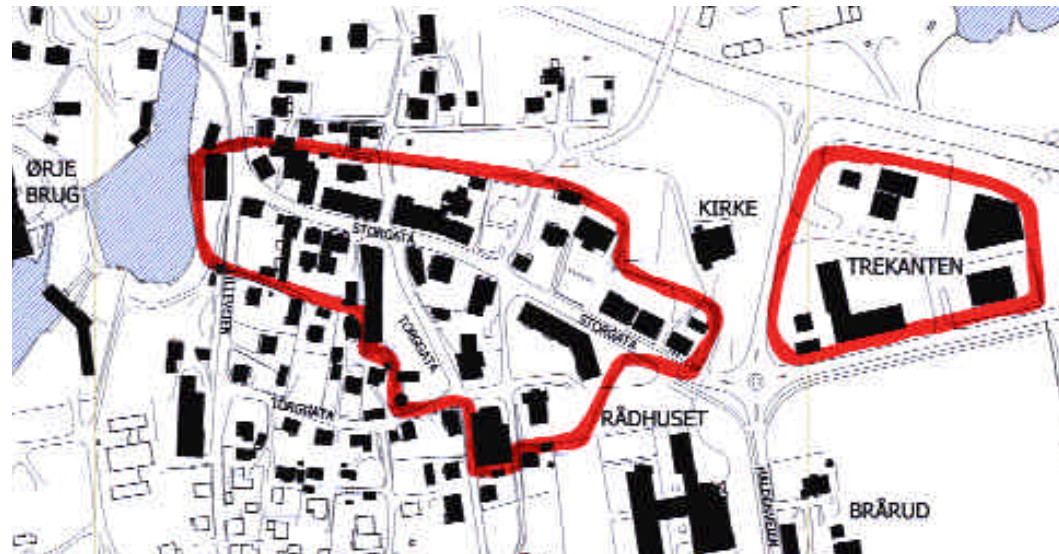 ØRJE
BRUG
KIRKE
TREKANTEN
STORGATA
TORGGATA
STORGATA
TORGGATA
RÅDHUSET
BRÅRUD